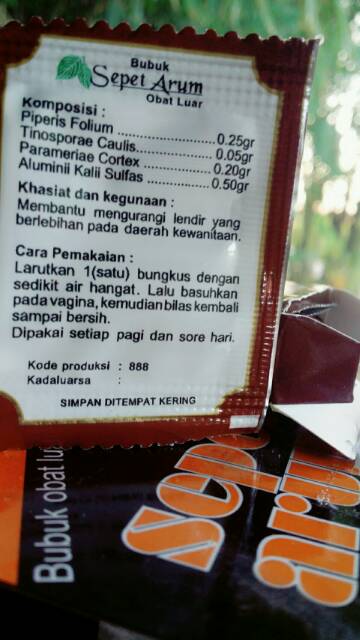 Bubuk
Sepet Arum
Obat Luar
Komposisi :
Piperis Folium ..................0.25gr
Tinosporae Caulis..............0.05gr
Parameriae Cortex ............0.20gr
Aluminii Kalii Sulfas ............0.50gr
Khasiat dan kegunaan :
Membantu mengurangi lendir yang
berlebihan pada daerah kewanitaan.
Cara Pemakaian :
Larutkan 1(satu) bungkus dengan
sedikit air hangat. Lalu basuhkan
pada vagina, kemudian bilas kembali
sampai bersih.
Dipakai setiap pagi dan sore hari.
Kode produksi : 888
Kadaluarsa :
SIMPAN DITEMPAT KERING
Bubuk obat lu
sep
aru